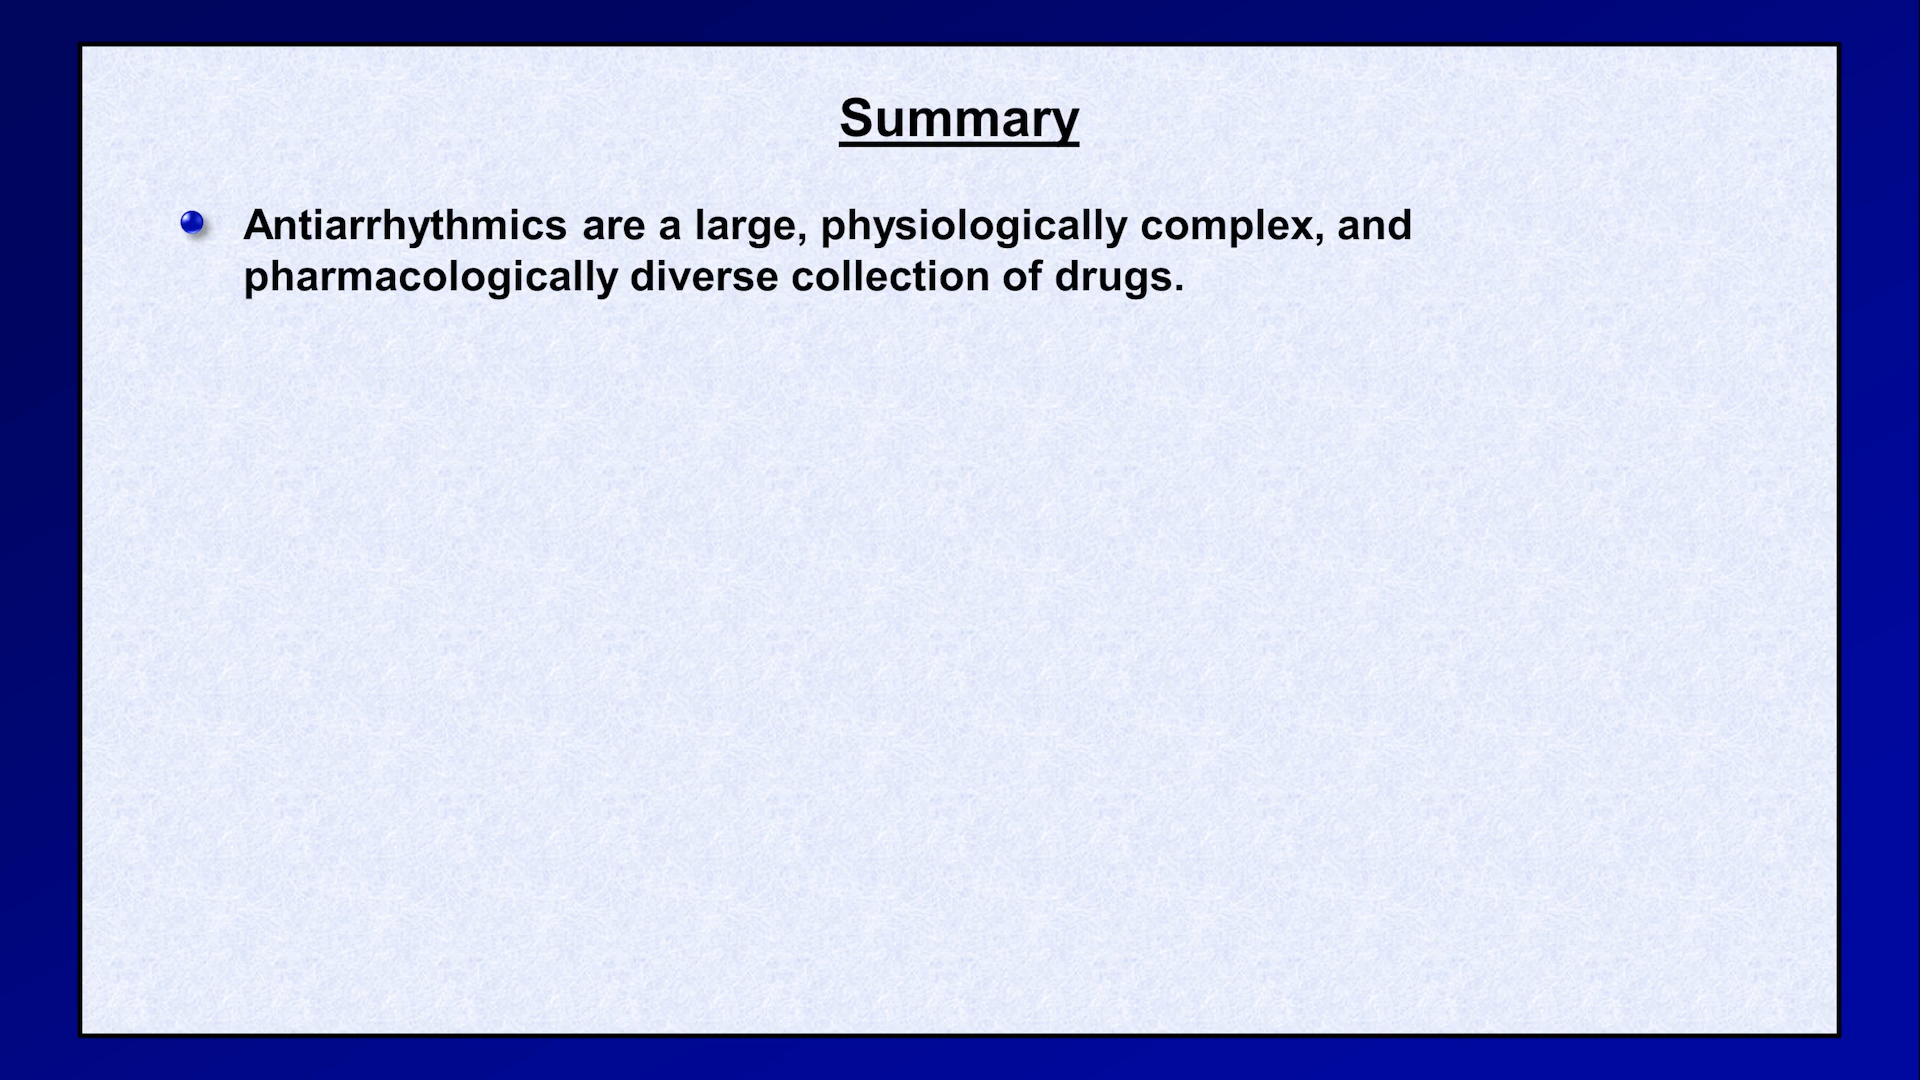 Summary
Antiarrhythmics are a large, physiologically complex, and
pharmacologically diverse collection of drugs.